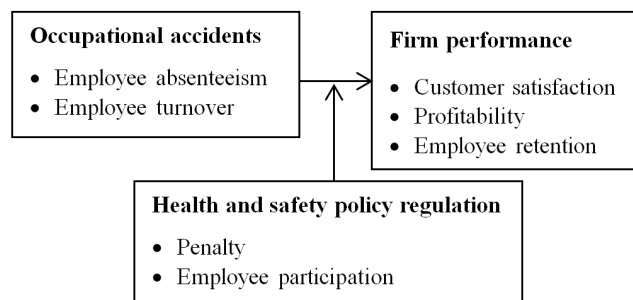 Occupational accidents
• Employee absenteeism
• Employee turnover
Firm performance
• Customer satisfaction
• Profitability
• Employee retention
Health and safety policy regulation
• Penalty
• Employee participation